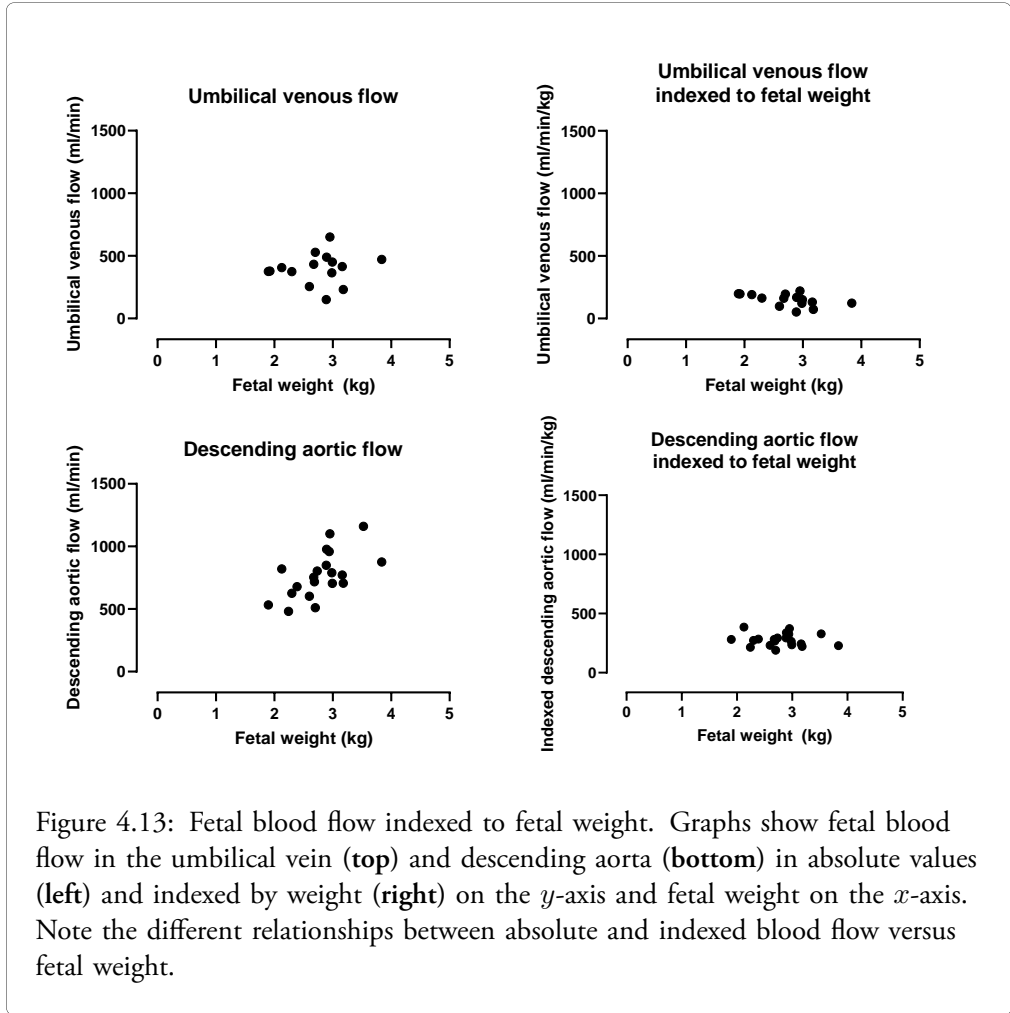 Umbilical venous flow
Umbilical venous flow (ml/min)
1500
1000
500
0
0 1 2 3 4 5
Fetal weight (kg)
Umbilical venous flow
indexed to fetal weight
Umbilical venous flow (ml/min/kg)
1500
1000
500
0
0 1 2 3 4 5
Fetal weight (kg)
Descending aortic flow
Descending aortic flow (ml/min)
1500
1000
500
0
0 1 2 3 4 5
Fetal weight (kg)
Descending aortic flow
indexed to fetal weight
Indexed descending aortic flow (ml/min/kg)
1500
1000
500
0
0 1 2 3 4 5
Fetal weight (kg)
Figure 4.13: Fetal blood flow indexed to fetal weight. Graphs show fetal blood
flow in the umbilical vein (top) and descending aorta (bottom) in absolute values
(left) and indexed by weight (right) on the y-axis and fetal weight on the x-axis.
Note the different relationships between absolute and indexed blood flow versus
fetal weight.